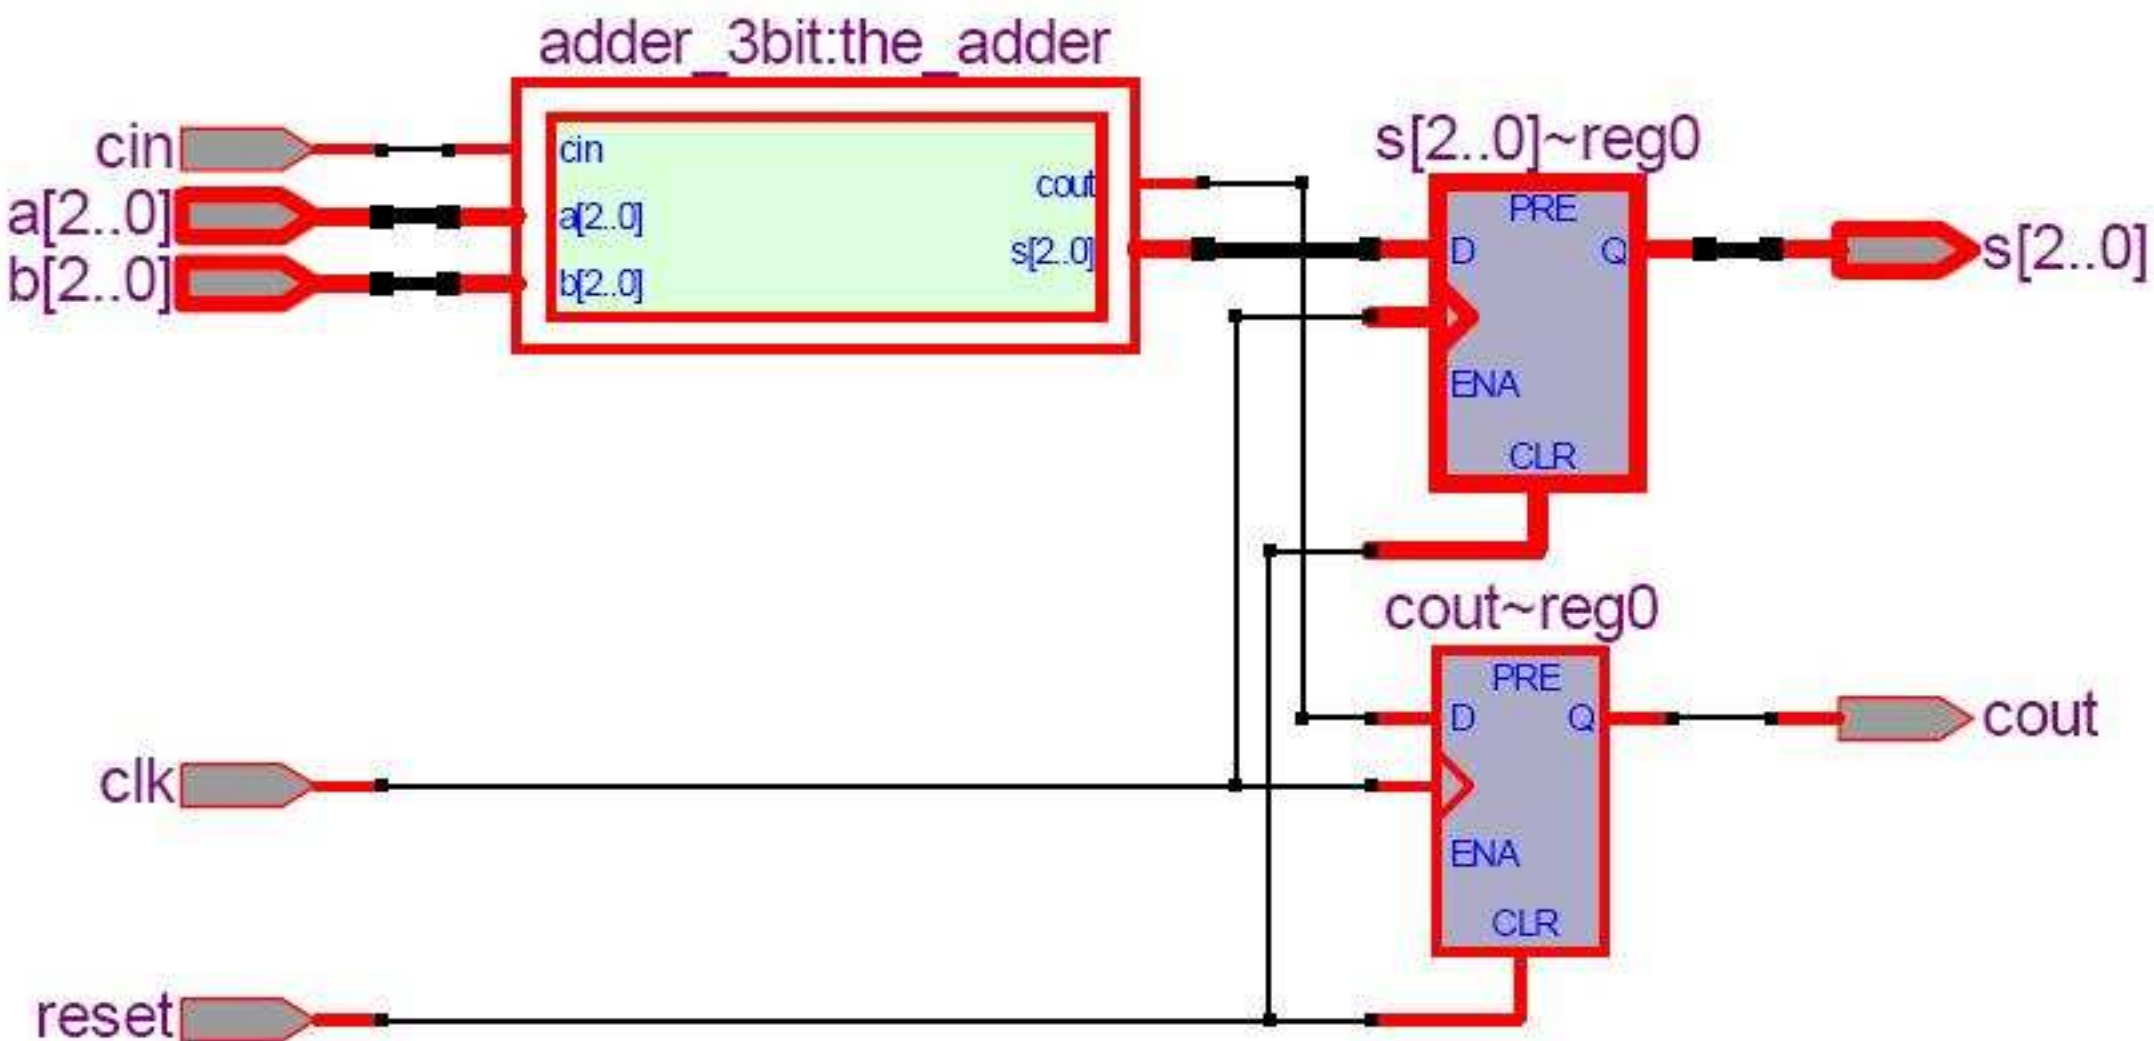 adder_3bit:the_adder
cin
a[2..0]
b[2..0]
cin
a[2..0]
b[2..0]
cout
s[2..0]
s[2..0]~reg0
PRE
D
Q
ENA
CLR
s[2..0]
cout~reg0
PRE
D
Q
ENA
CLR
cout
clk
reset